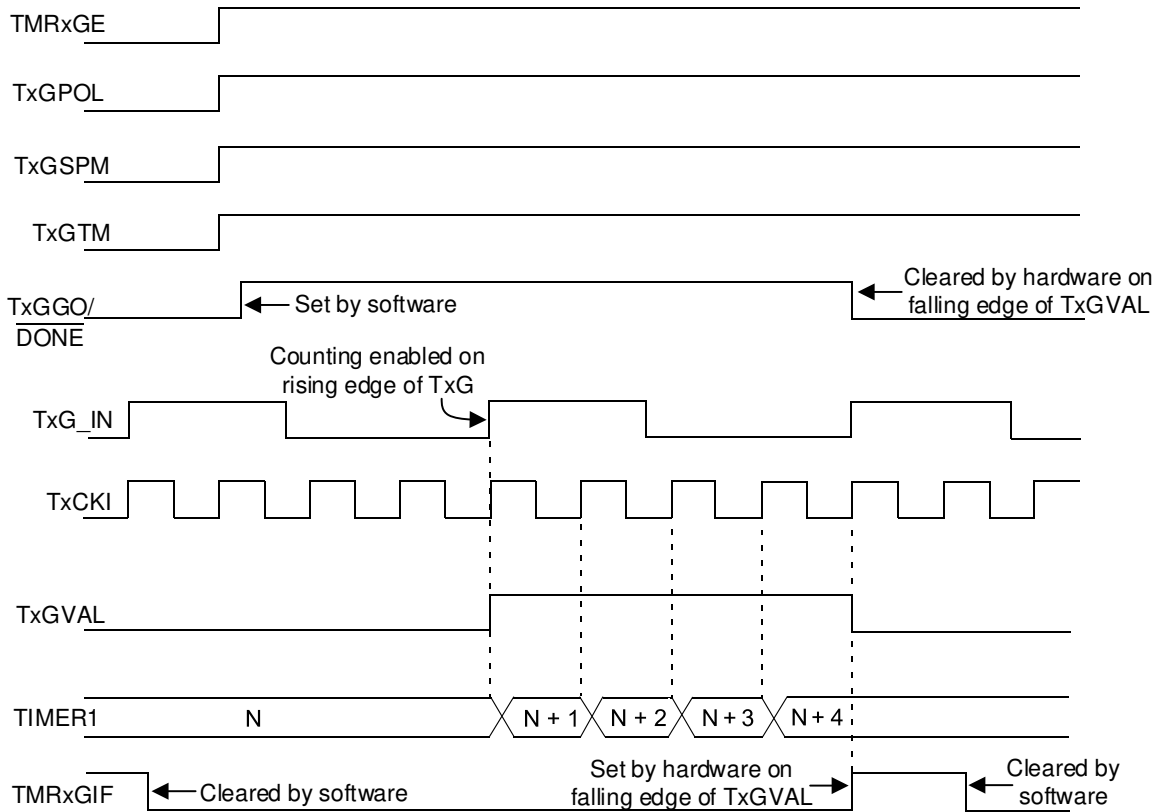 TMRxGE
TxGPOL
TxGSPM
TxGTM
TxGGO/
DONE
Set by software
Cleared by hardware on
falling edge of TxGVAL
Counting enabled on
rising edge of TxG
TxG_IN
TxCKI
TxGVAL
TIMER1
N
N + 1
N + 2
N + 3
N + 4
TMRxGIF
Cleared by software
Set by hardware on
falling edge of TxGVAL
Cleared by
software